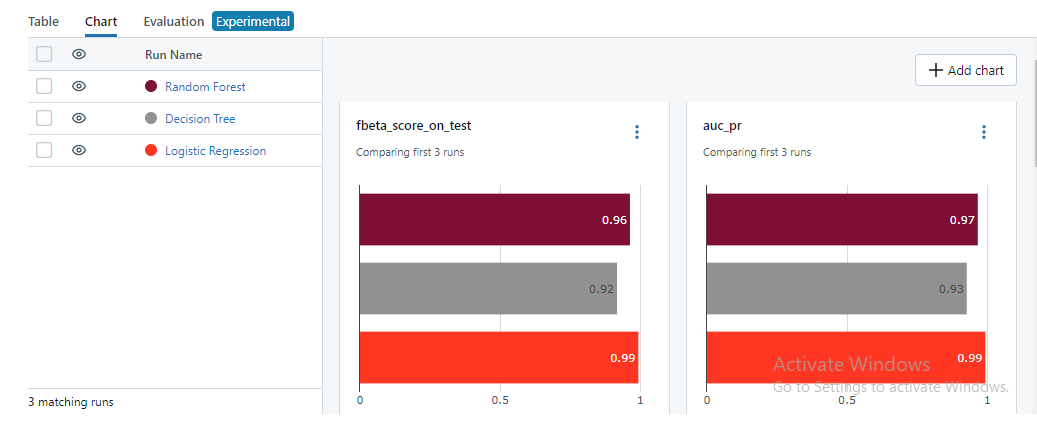 Table Chart Evaluation Experimental
Run Name
Random Forest
Decision Tree
Logistic Regression
3 matching runs
+ Add chart
fbeta_score_on_test
Comparing first 3 runs
0.96
0.92
0.99
0 0.5 1
auc_pr
Comparing first 3 runs
0.97
0.93
0.99
0 0.5 1
Activate Windows
Go to Settings to activate Windows.